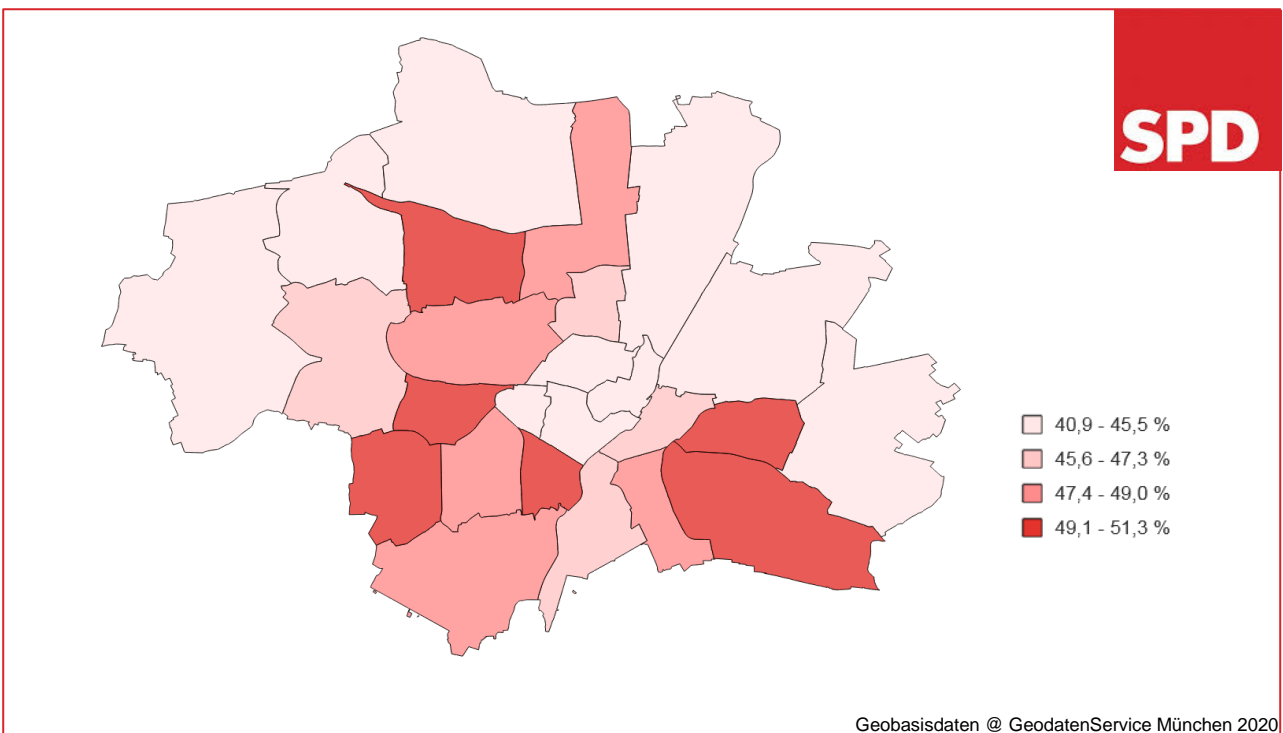 SPD
40,9 - 45,5 %
45,6 - 47,3 %
47,4 - 49,0 %
49,1 - 51,3 %
Geobasisdaten @ GeodatenService München 2020